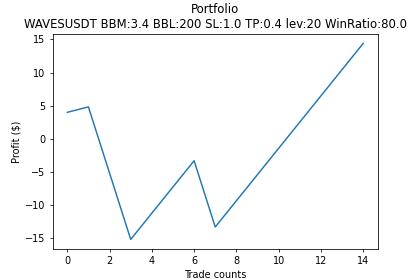 Portfolio
WAVESUSDT BBM:3.4 BBL:200 SL:1.0 TP:0.4 lev:20 WinRatio:80.0
15
10
5
0
−5
−10
−15
Profit ($)
0 2 4 6 8 10 12 14
Trade counts